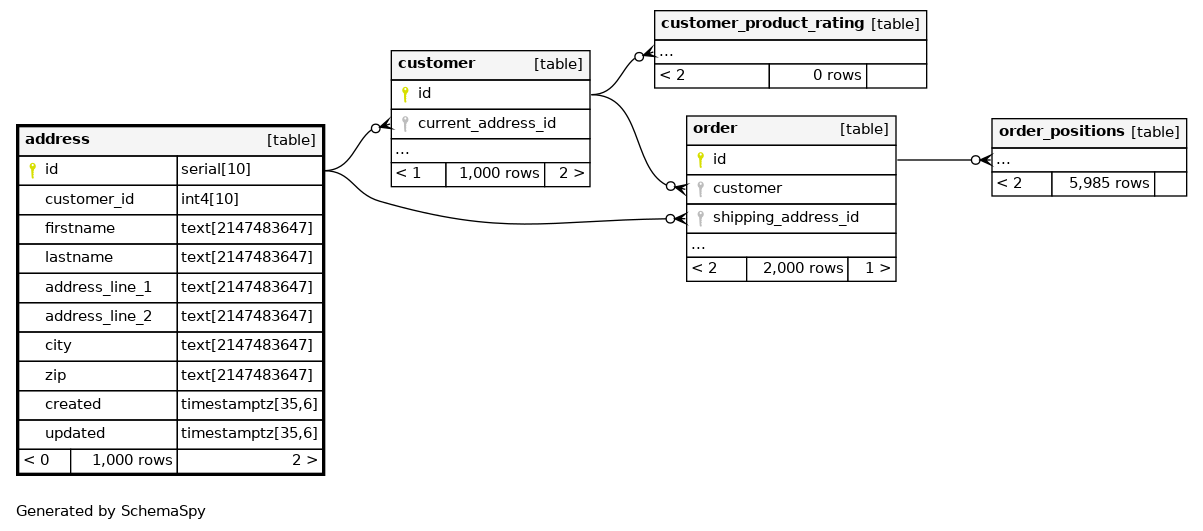 customer_product_rating [table]
...
< 2 0 rows
customer [table]
id
current_address_id
...
< 1 1,000 rows 2 >
order [table]
id
customer
shipping_address_id
...
< 2 2,000 rows 1 >
order_positions [table]
...
< 2 5,985 rows
address [table]
id serial[10]
customer_id int4[10]
firstname text[2147483647]
lastname text[2147483647]
address_line_1 text[2147483647]
address_line_2 text[2147483647]
city text[2147483647]
zip text[2147483647]
created timestamptz[35,6]
updated timestamptz[35,6]
< 0 1,000 rows 2 >
Generated by SchemaSpy